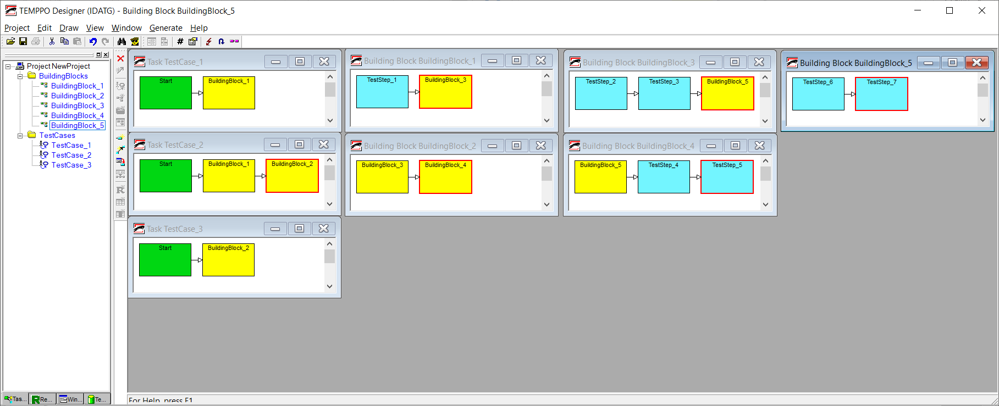 TEMPPO Designer (IDATG) - Building Block BuildingBlock_5
Project Edit Draw View Window Generate Help
Project NewProject
BuildingBlocks
BuildingBlock_1
BuildingBlock_2
BuildingBlock_3
BuildingBlock_4
BuildingBlock_5
TestCases
TestCase_1
TestCase_2
TestCase_3
Tas...
Re...
Win...
Te...
Task TestCase_1
Start
BuildingBlock_1
Building Block BuildingBlock_1
TestStep_1
BuildingBlock_3
Building Block BuildingBlock_3
TestStep_2
TestStep_3
BuildingBlock_5
Building Block BuildingBlock_5
TestStep_6
TestStep_7
Task TestCase_2
Start
BuildingBlock_1
BuildingBlock_2
Building Block BuildingBlock_2
BuildingBlock_3
BuildingBlock_4
Building Block BuildingBlock_4
BuildingBlock_5
TestStep_4
TestStep_5
Task TestCase_3
Start
BuildingBlock_2
For Help, press F1